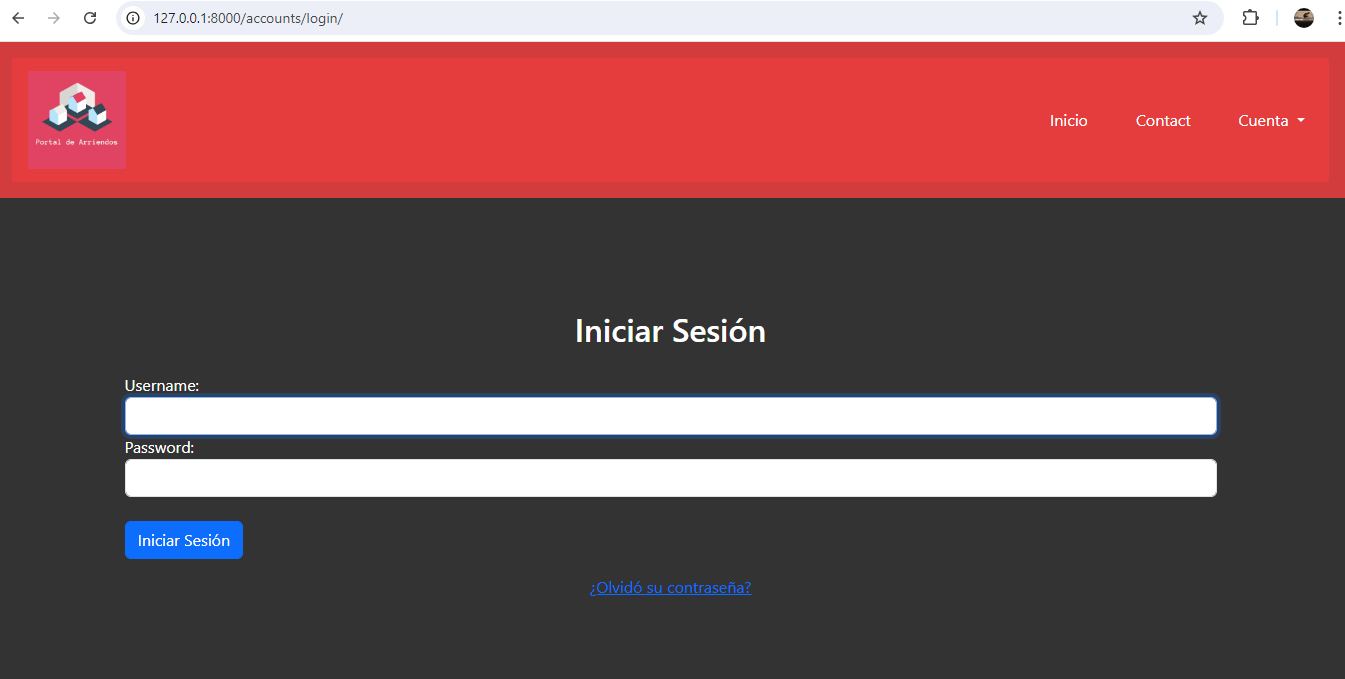 127.0.0.1:8000/accounts/login/
Portal de Arriendos
Inicio
Contact
Cuenta
Iniciar Sesión
Username:
Password:
Iniciar Sesión
¿Olvidó su contraseña?